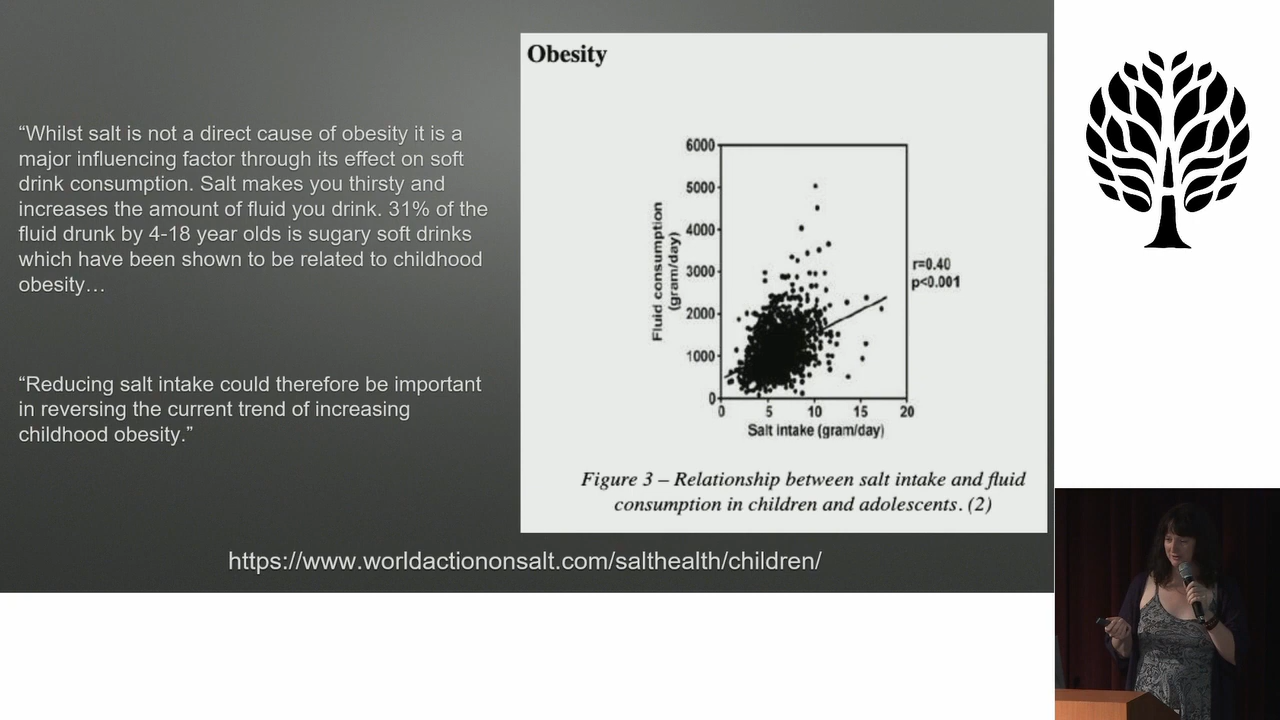 “Whilst salt is not a direct cause of obesity it is a
major influencing factor through its effect on soft
drink consumption. Salt makes you thirsty and
increases the amount of fluid you drink. 31% of the
fluid drunk by 4-18 year olds is sugary soft drinks
which have been shown to be related to childhood
obesity…
“Reducing salt intake could therefore be important
in reversing the current trend of increasing
childhood obesity.”
Obesity
Fluid consumption
(gram/day)
6000
5000
4000
3000
2000
1000
0
0 5 10 15 20
Salt intake (gram/day)
r=0.40
p<0.001
Figure 3 – Relationship between salt intake and fluid
consumption in children and adolescents. (2)
https://www.worldactiononsalt.com/salthealth/children/